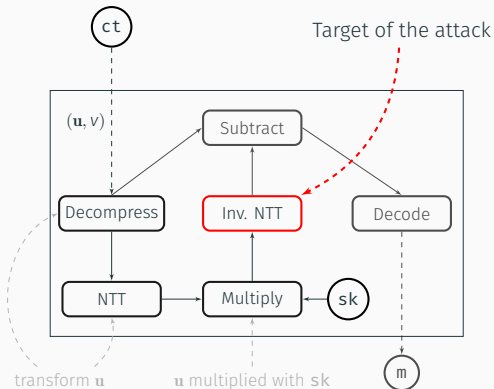 ct
Target of the attack
(u, v)
Subtract
Decompress
Inv. NTT
Decode
NTT
Multiply
sk
transform u
u multiplied with sk
m